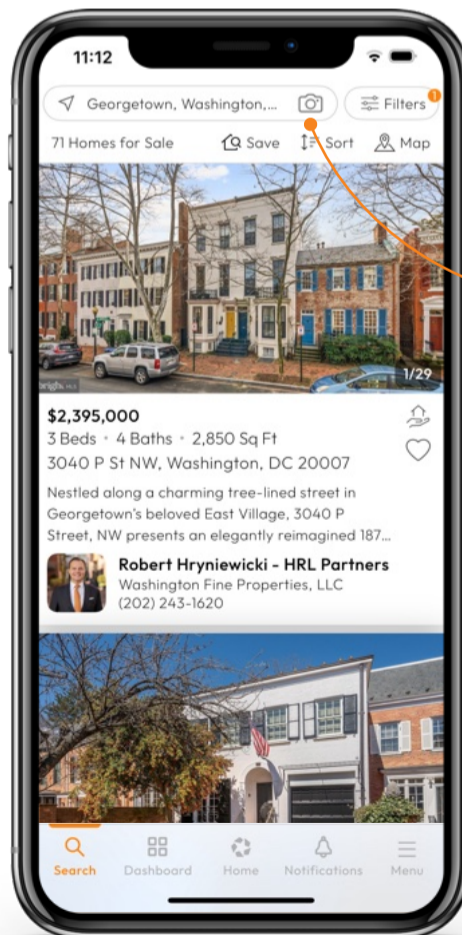 11:12
Georgetown, Washington,...
Filters
1
71 Homes for Sale
Save
Sort
Map
1/29
$2,395,000
3 Beds • 4 Baths • 2,850 Sq Ft
3040 P St NW, Washington, DC 20007
Nestled along a charming tree-lined street in
Georgetown's beloved East Village, 3040 P
Street, NW presents an elegantly reimagined 187...
Robert Hryniewicki - HRL Partners
Washington Fine Properties, LLC
(202) 243-1620
Search
Dashboard
Home
Notifications
Menu